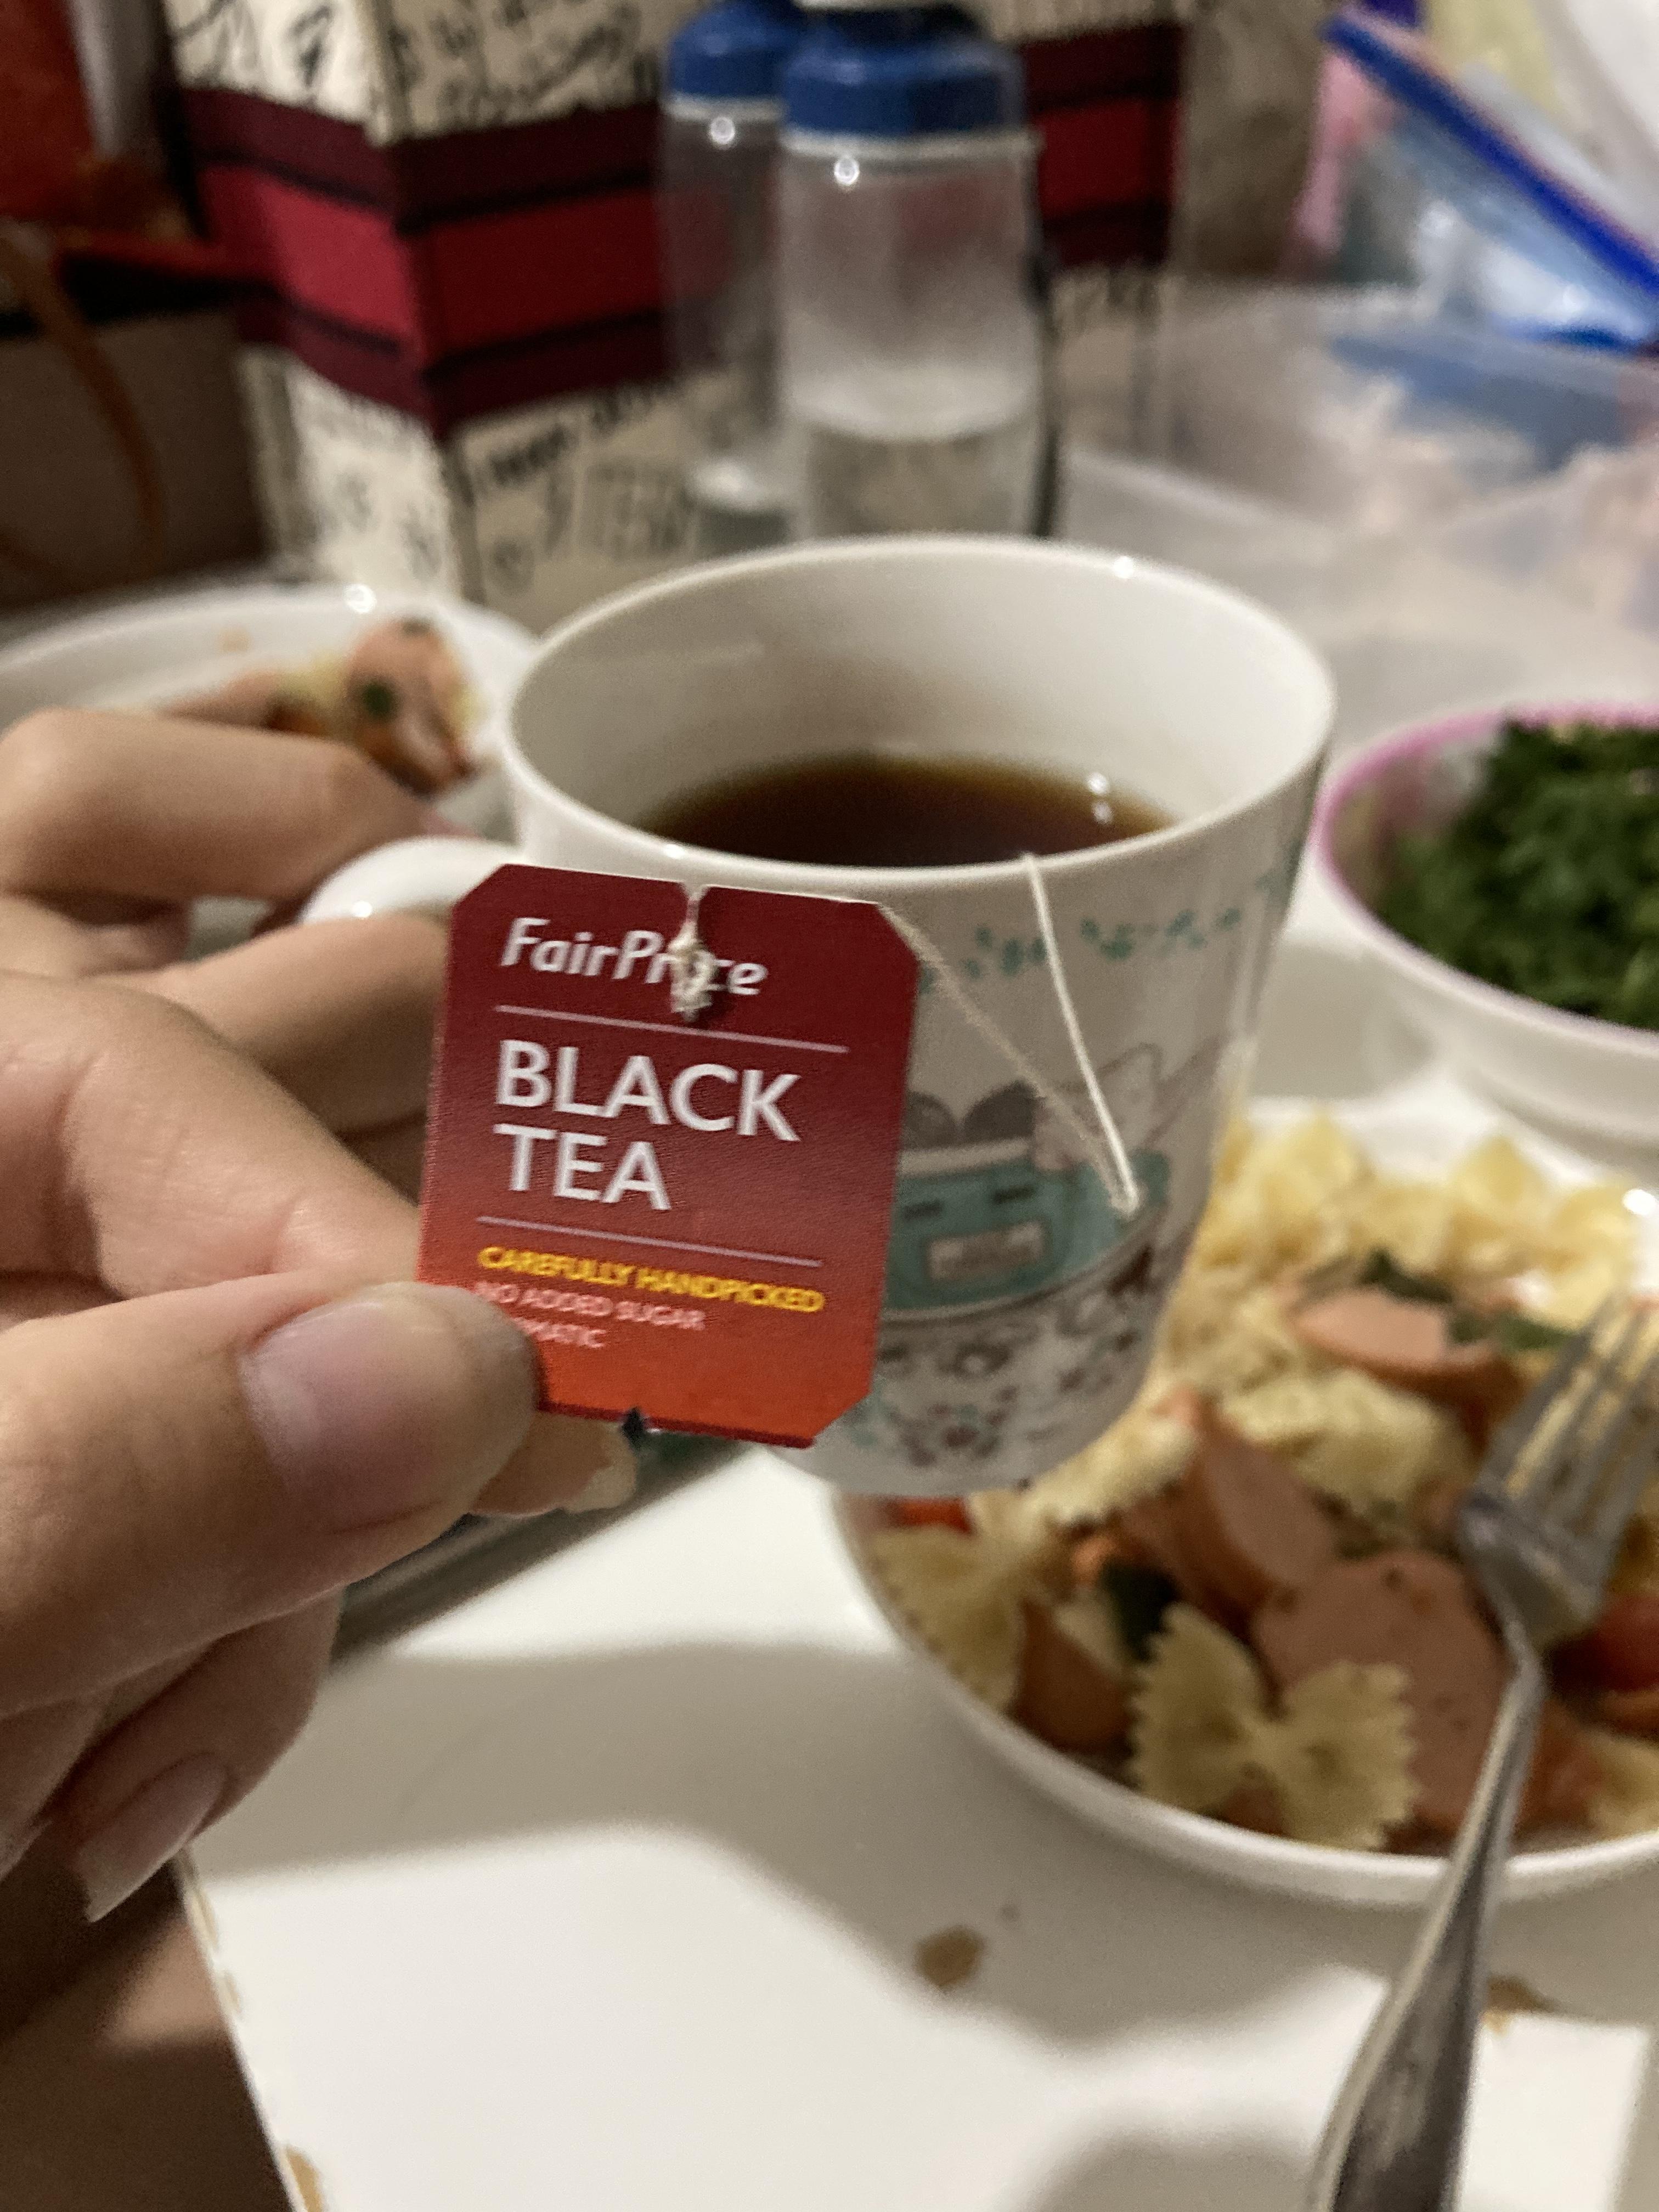 FairPrice
BLACK
TEA
CAREFULLY HANDPICKED
NO ADDED SUGAR